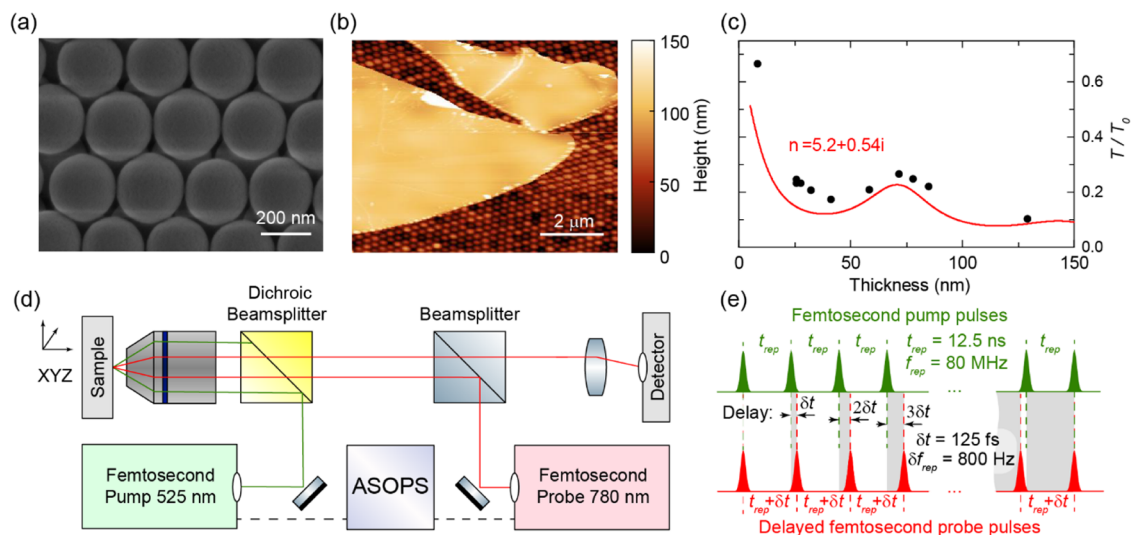 (a)
200 nm
(b)
2 μm
150
100
50
0
Height (nm)
(c)
n =5.2+0.54i
0.6
0.4
0.2
0.0
T / T0
0
50
100
150
Thickness (nm)
(d)
Dichroic
Beamsplitter
Beamsplitter
XYZ
Sample
Detector
Femtosecond
Pump 525 nm
ASOPS
Femtosecond
Probe 780 nm
(e)
Femtosecond pump pulses
trep trep trep trep = 12.5 ns trep
frep = 80 MHz
...
Delay: δt 2δt 3δt
δt = 125 fs
δfrep = 800 Hz
...
trep+δt trep+δt trep+δt trep+δt
Delayed femtosecond probe pulses